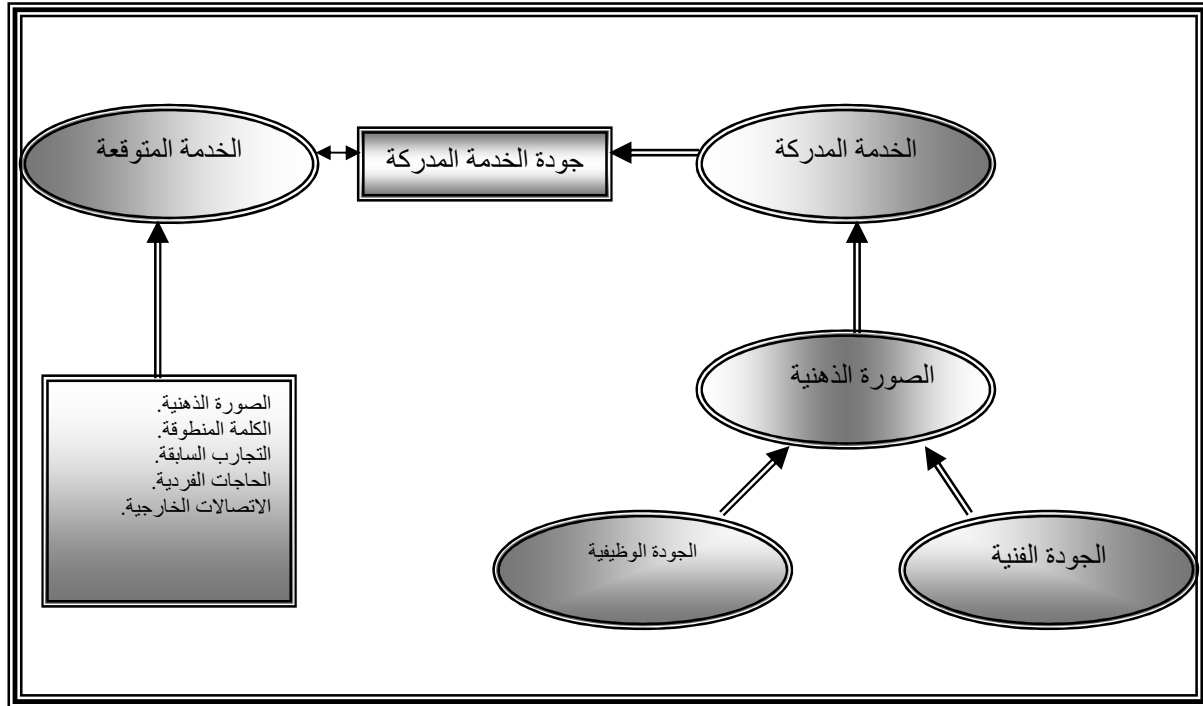 الخدمة المدركة
جودة الخدمة المدركة
الخدمة المتوقعة
الصورة الذهنية
الصورة الذهنية.
الكلمة المنطوقة.
التجارب السابقة.
الحاجات الفردية.
الاتصالات الخارجية.
الجودة الفنية
الجودة الوظيفية